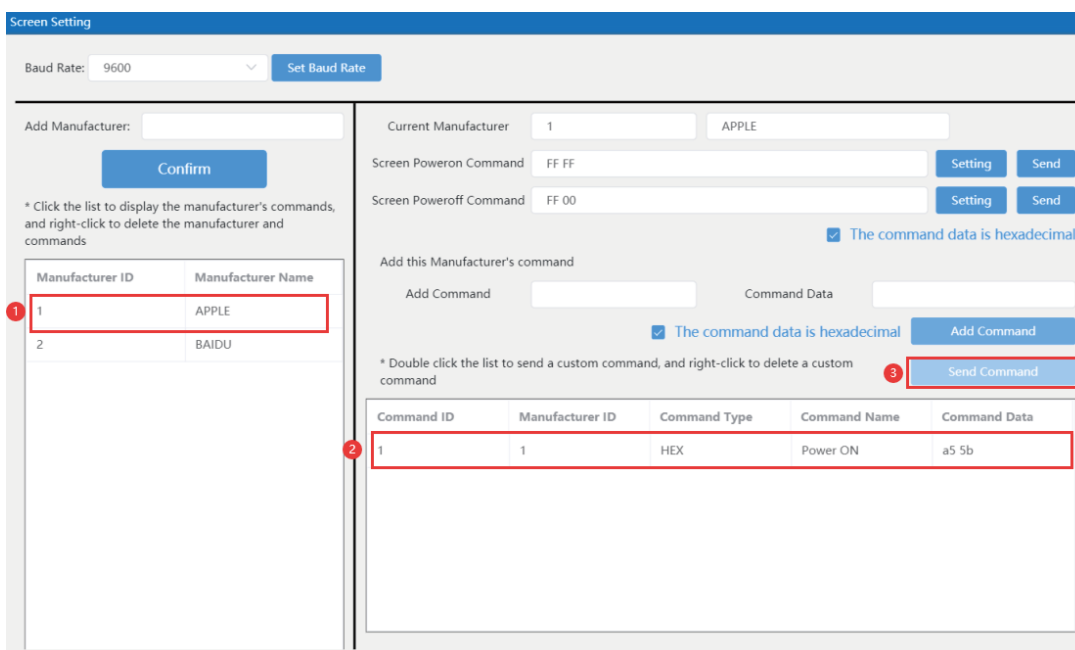 Screen Setting
Baud Rate: 9600 Set Baud Rate
Add Manufacturer:
Confirm
* Click the list to display the manufacturer's commands,
and right-click to delete the manufacturer and
commands
Manufacturer ID Manufacturer Name
1 1 APPLE
2 BAIDU
Current Manufacturer 1 APPLE
Screen Poweron Command FF FF Setting Send
Screen Poweroff Command FF 00 Setting Send
The command data is hexadecimal
Add this Manufacturer's command
Add Command Command Data
The command data is hexadecimal Add Command
* Double click the list to send a custom command, and right-click to delete a custom
command
3 Send Command
Command ID Manufacturer ID Command Type Command Name Command Data
2 1 1 HEX Power ON a5 5b